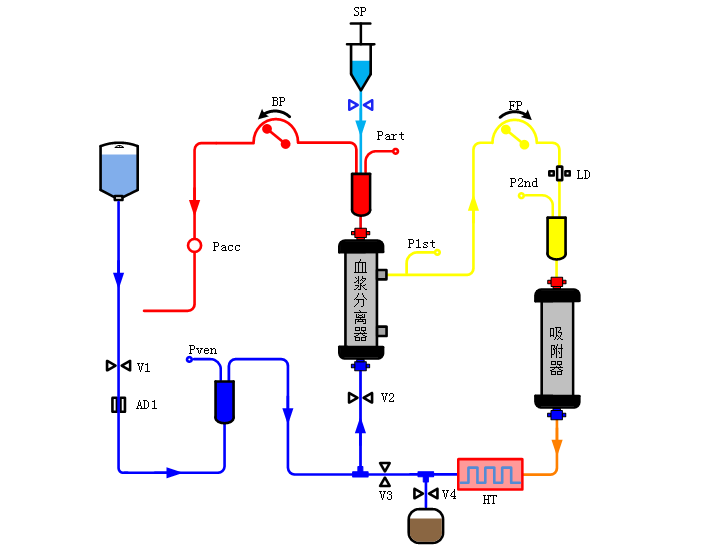 SP
BP
FP
Part
LD
P2nd
Pacc
P1st
血浆分离器
吸附器
Pven
V1
V2
AD1
V3
V4
HT